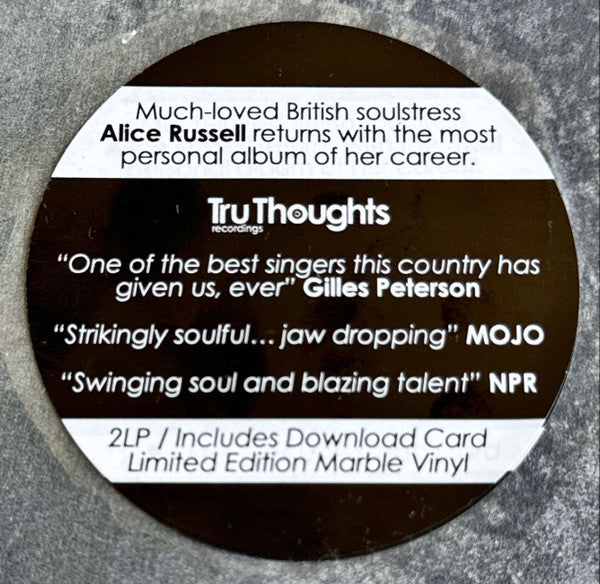 Much-loved British soulstress
Alice Russell returns with the most
personal album of her career.
Tru Thoughts
recordings
“One of the best singers this country has
given us, ever” Gilles Peterson
“Strikingly soulful... jaw dropping” MOJO
“Swinging soul and blazing talent” NPR
2LP / Includes Download Card
Limited Edition Marble Vinyl